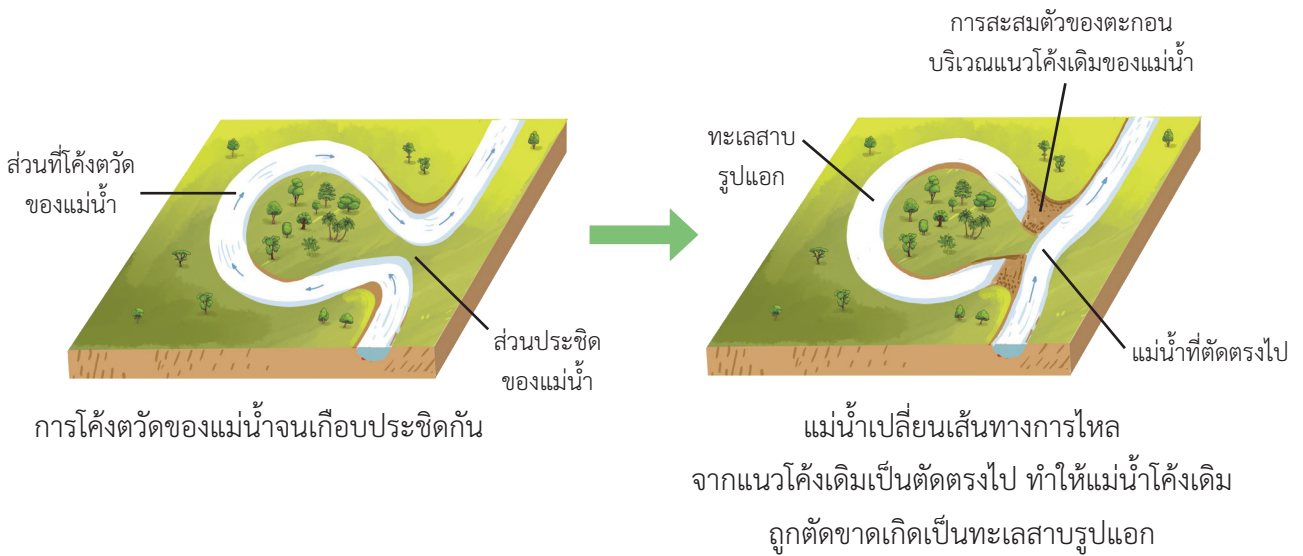 การสะสมตัวของตะกอน
บริเวณแนวโค้งเดิมของแม่น้ำ
ส่วนที่โค้งตวัด
ของแม่น้ำ
ทะเลสาบ
รูปแอก
ส่วนประชิด
ของแม่น้ำ
แม่น้ำที่ตัดตรงไป
การโค้งตวัดของแม่น้ำจนเกือบประชิดกัน
แม่น้ำเปลี่ยนเส้นทางการไหล
จากแนวโค้งเดิมเป็นตัดตรงไป ทำให้แม่น้ำโค้งเดิม
ถูกตัดขาดเกิดเป็นทะเลสาบรูปแอก